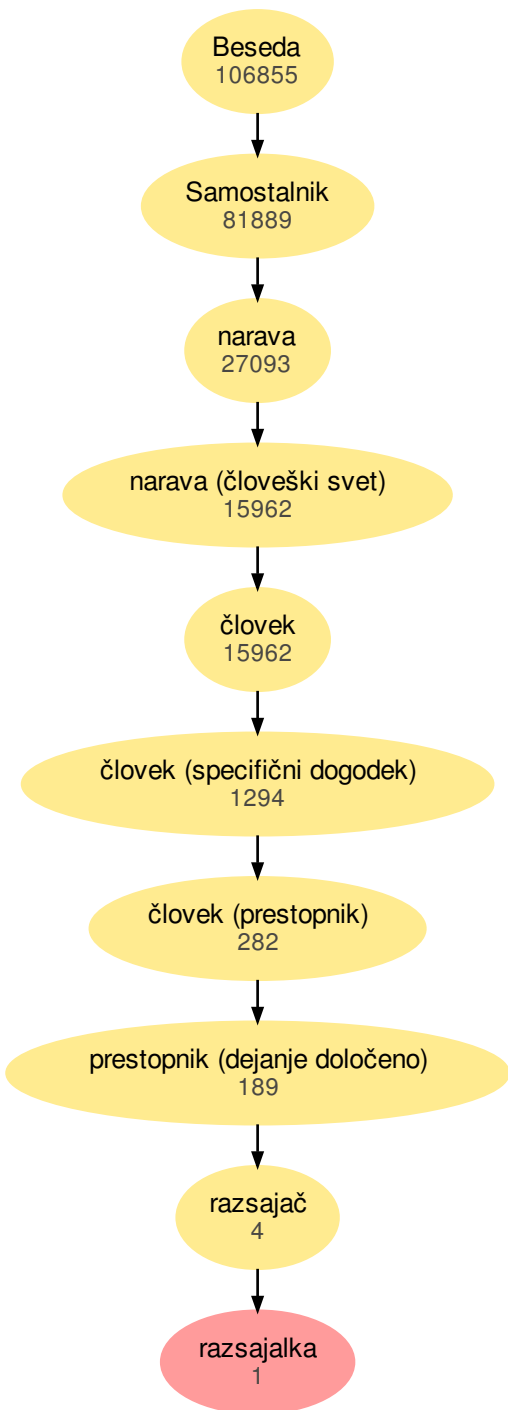 Beseda
106855
Samostalnik
81889
narava
27093
narava (človeški svet)
15962
človek
15962
človek (specifični dogodek)
1294
človek (prestopnik)
282
prestopnik (dejanje določeno)
189
razsajač
4
razsajalka
1